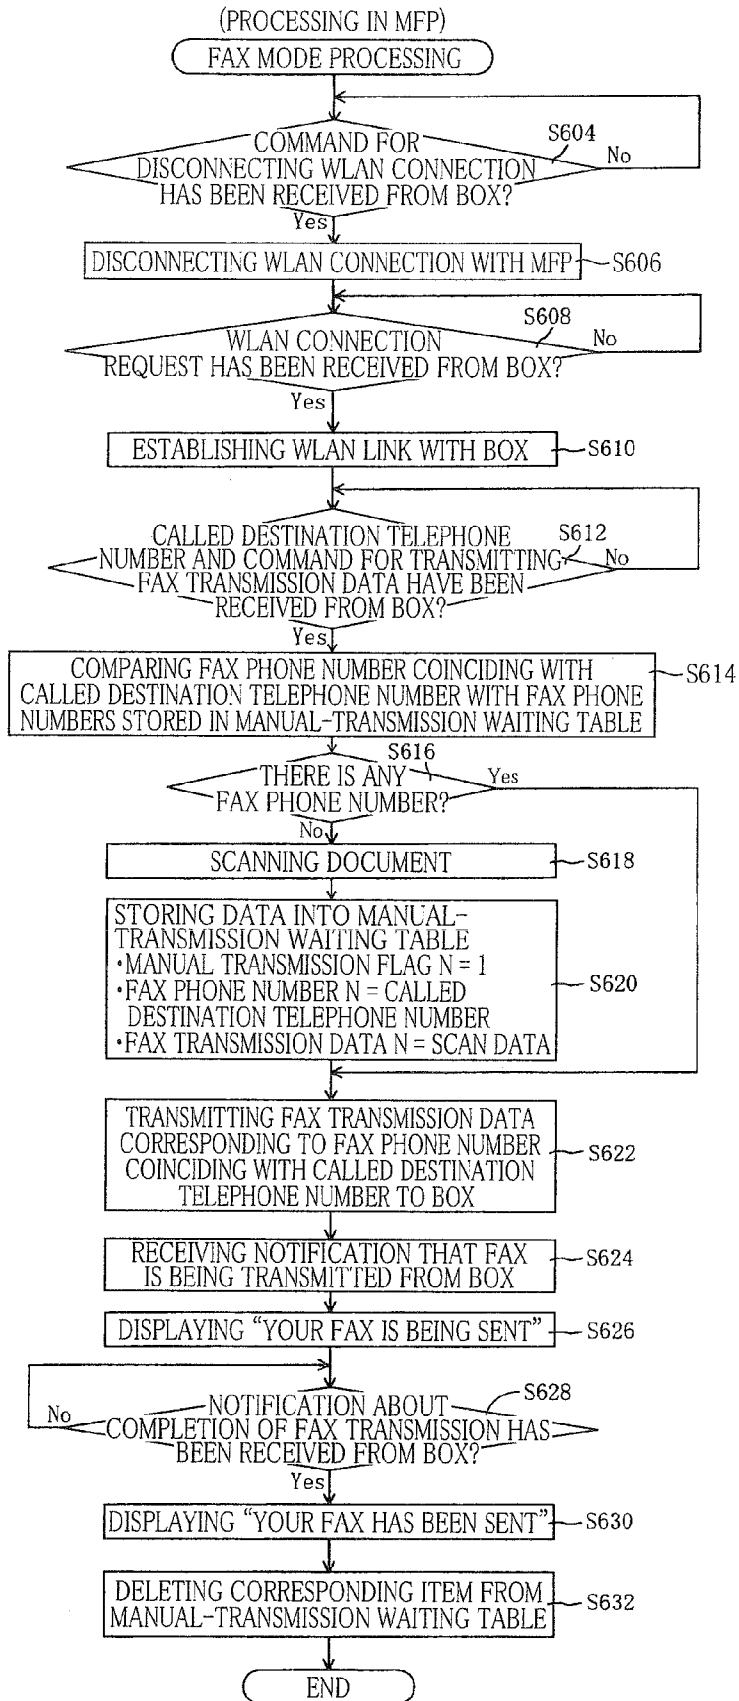 (PROCESSING IN MFP)
FAX MODE PROCESSING
S604
COMMAND FOR
DISCONNECTING WLAN CONNECTION
HAS BEEN RECEIVED FROM BOX?
No
Yes
DISCONNECTING WLAN CONNECTION WITH MFP
S606
S608
WLAN CONNECTION
REQUEST HAS BEEN RECEIVED FROM BOX?
No
Yes
ESTABLISHING WLAN LINK WITH BOX
S610
CALLED DESTINATION TELEPHONE
NUMBER AND COMMAND FOR TRANSMITTING
FAX TRANSMISSION DATA HAVE BEEN
RECEIVED FROM BOX?
S612
No
Yes
COMPARING FAX PHONE NUMBER COINCIDING WITH
CALLED DESTINATION TELEPHONE NUMBER WITH FAX PHONE
NUMBERS STORED IN MANUAL-TRANSMISSION WAITING TABLE
S614
S616
THERE IS ANY
FAX PHONE NUMBER?
Yes
No
SCANNING DOCUMENT
S618
STORING DATA INTO MANUAL-
TRANSMISSION WAITING TABLE
•MANUAL TRANSMISSION FLAG N = 1
•FAX PHONE NUMBER N = CALLED
DESTINATION TELEPHONE NUMBER
•FAX TRANSMISSION DATA N = SCAN DATA
S620
TRANSMITTING FAX TRANSMISSION DATA
CORRESPONDING TO FAX PHONE NUMBER
COINCIDING WITH CALLED DESTINATION
TELEPHONE NUMBER TO BOX
S622
RECEIVING NOTIFICATION THAT FAX
IS BEING TRANSMITTED FROM BOX
S624
DISPLAYING “YOUR FAX IS BEING SENT”
S626
S628
NOTIFICATION ABOUT
COMPLETION OF FAX TRANSMISSION HAS
BEEN RECEIVED FROM BOX?
No
Yes
DISPLAYING “YOUR FAX HAS BEEN SENT”
S630
DELETING CORRESPONDING ITEM FROM
MANUAL-TRANSMISSION WAITING TABLE
S632
END